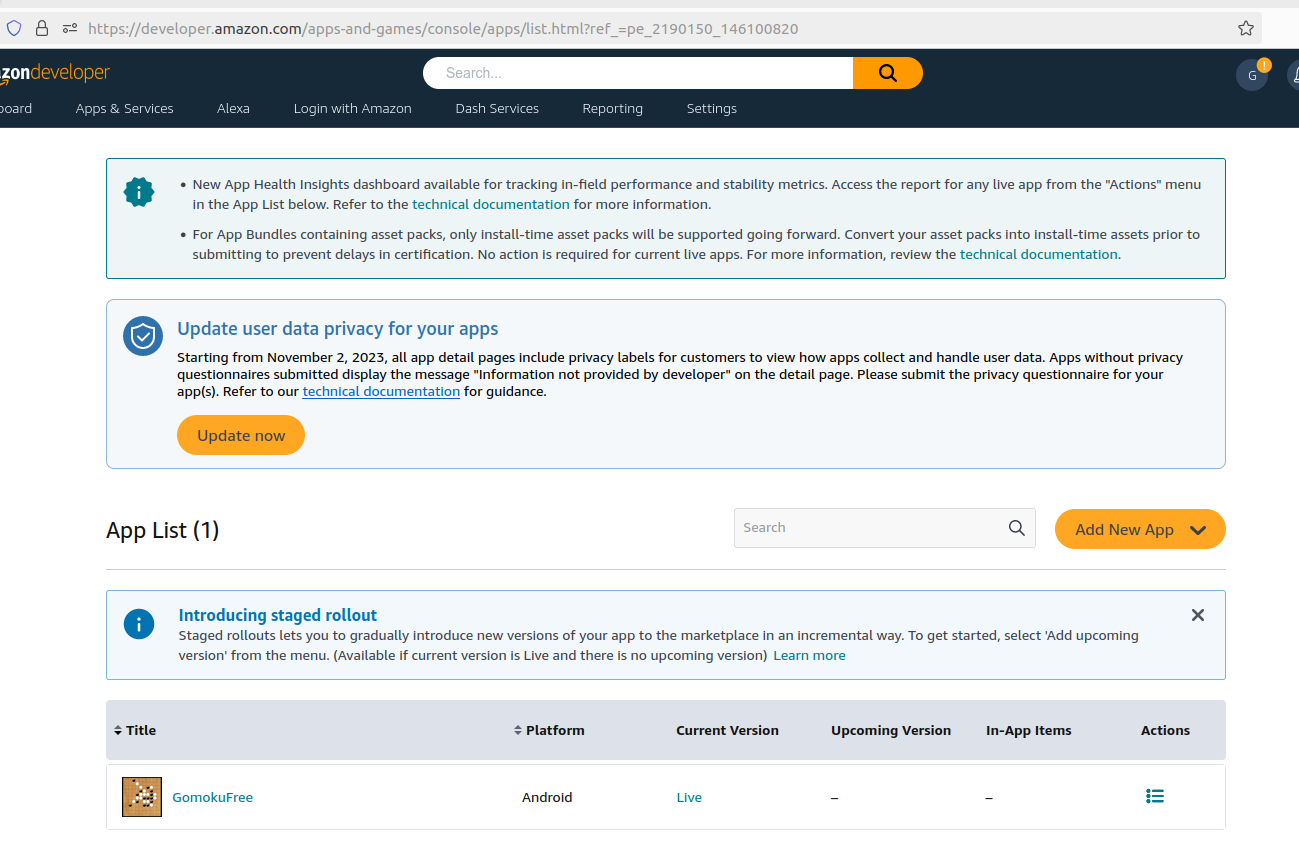 https://developer.amazon.com/apps-and-games/console/apps/list.html?ref_=pe_2190150_146100820
zondeveloper
Search...
G
!
board
Apps & Services
Alexa
Login with Amazon
Dash Services
Reporting
Settings
• New App Health Insights dashboard available for tracking in-field performance and stability metrics. Access the report for any live app from the "Actions" menu
in the App List below. Refer to the technical documentation for more information.
• For App Bundles containing asset packs, only install-time asset packs will be supported going forward. Convert your asset packs into install-time assets prior to
submitting to prevent delays in certification. No action is required for current live apps. For more information, review the technical documentation.
Update user data privacy for your apps
Starting from November 2, 2023, all app detail pages include privacy labels for customers to view how apps collect and handle user data. Apps without privacy
questionnaires submitted display the message "Information not provided by developer" on the detail page. Please submit the privacy questionnaire for your
app(s). Refer to our technical documentation for guidance.
Update now
App List (1)
Search
Add New App
Introducing staged rollout
Staged rollouts lets you to gradually introduce new versions of your app to the marketplace in an incremental way. To get started, select 'Add upcoming
version' from the menu. (Available if current version is Live and there is no upcoming version) Learn more
Title
Platform
Current Version
Upcoming Version
In-App Items
Actions
GomokuFree
Android
Live
–
–